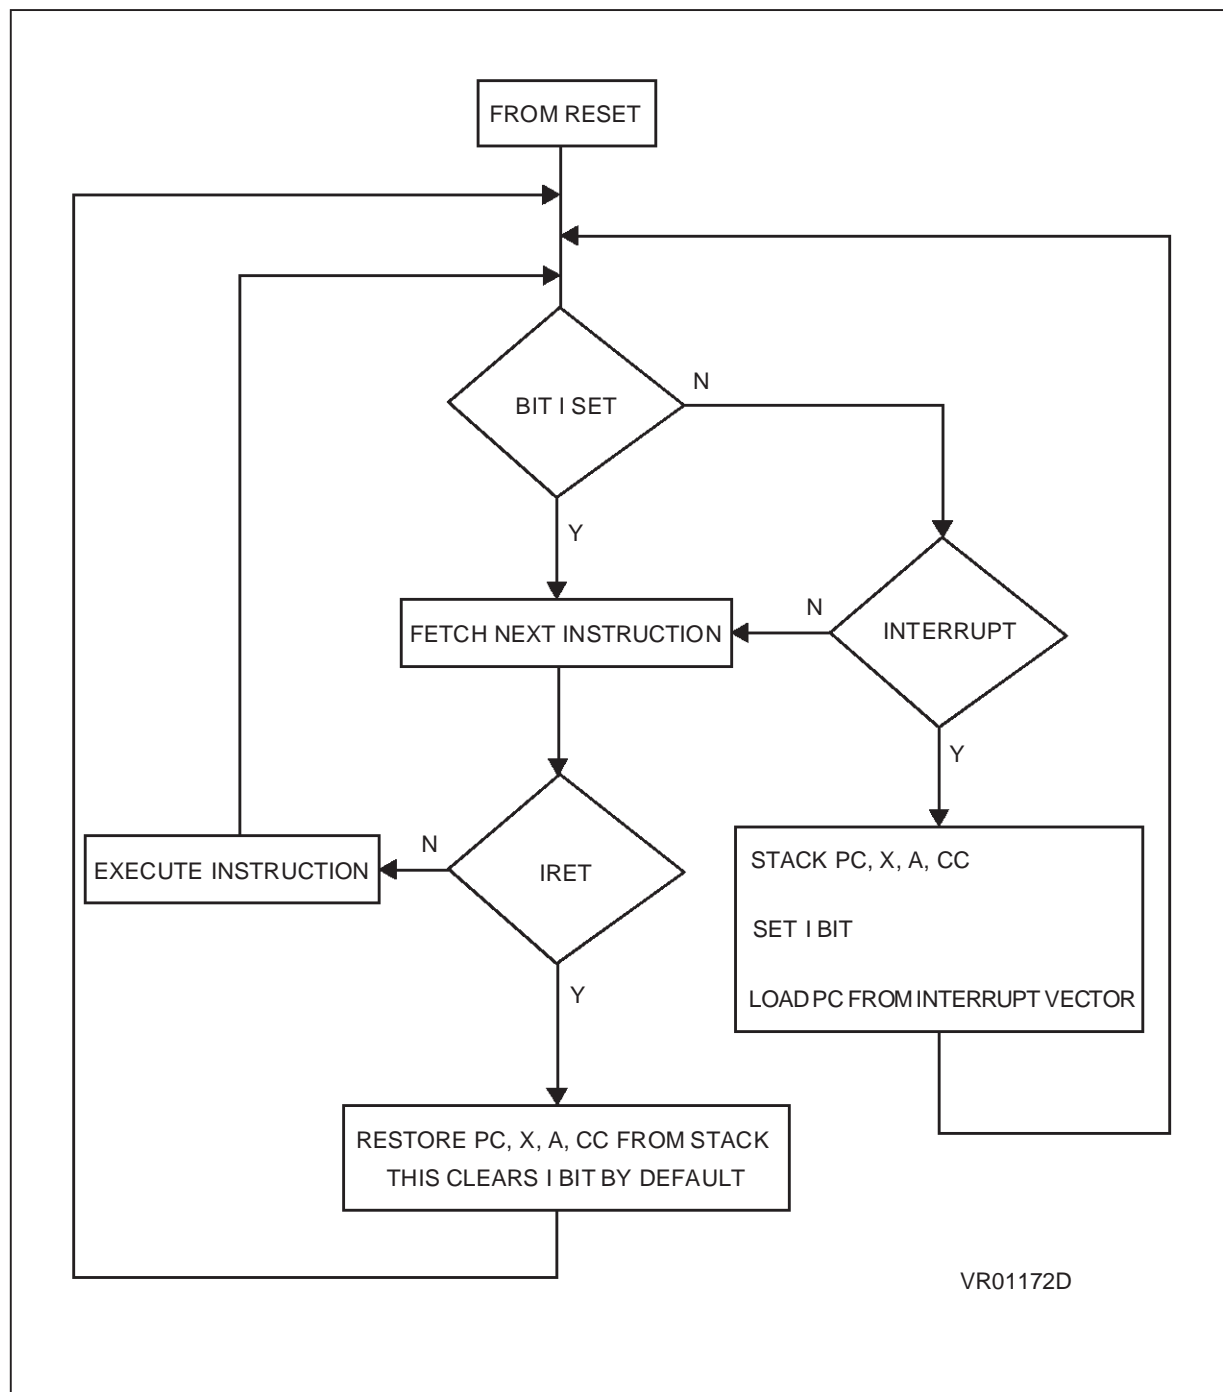 FROM RESET
BIT I SET
N
Y
FETCH NEXT INSTRUCTION
N
INTERRUPT
Y
EXECUTE INSTRUCTION
N
IRET
Y
STACK PC, X, A, CC
SET I BIT
LOAD PC FROM INTERRUPT VECTOR
RESTORE PC, X, A, CC FROM STACK
THIS CLEARS I BIT BY DEFAULT
VR01172D